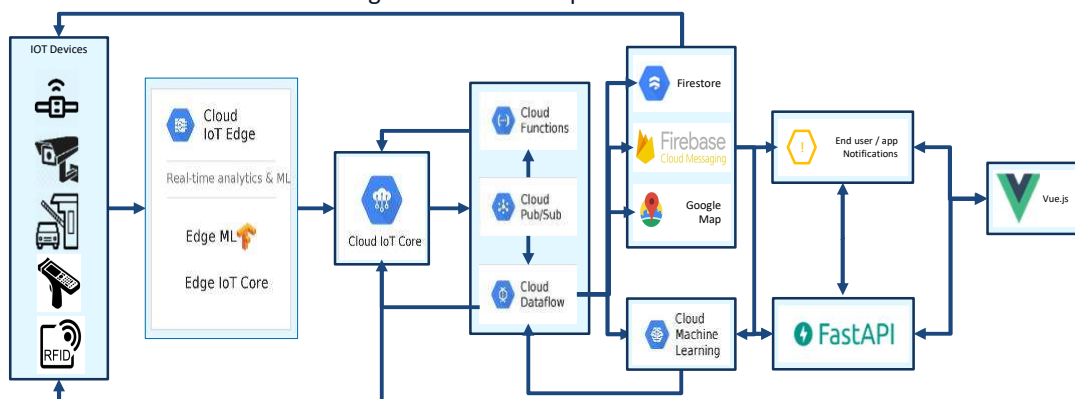 IOT Devices
RFID
Cloud
IoT Edge
Real-time analytics & ML
Edge ML
Edge IoT Core
Cloud IoT Core
Cloud
Functions
Cloud
Pub/Sub
Cloud
Dataflow
Firestore
Firebase
Cloud Messaging
Google
Map
Cloud
Machine
Learning
End user / app
Notifications
FastAPI
Vue.js